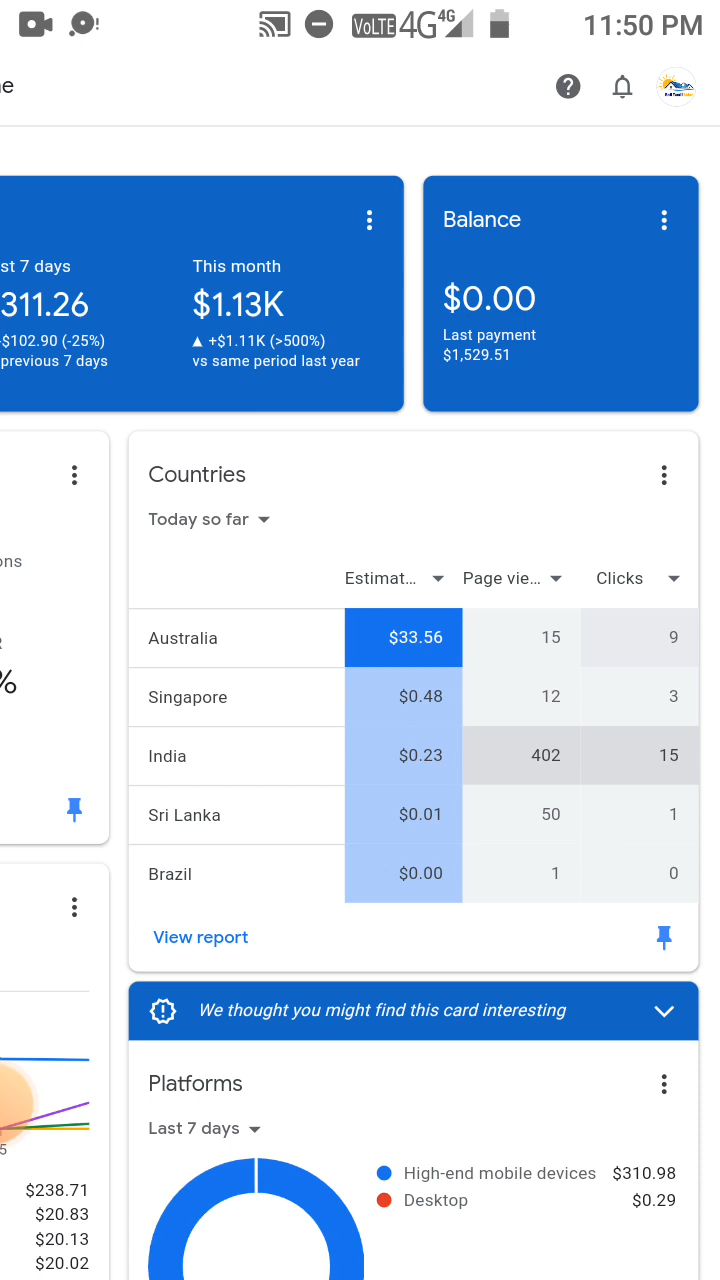 VoLTE 4G 4G 11:50 PM
e
Balance
st 7 days
This month
311.26
$1.13K
$0.00
$102.90 (-25%)
+$1.11K (>500%)
Last payment
previous 7 days
vs same period last year
$1,529.51
Countries
Today so far
ons
Estimat... Page vie... Clicks
Australia $33.56 15 9
%
Singapore $0.48 12 3
India $0.23 402 15
Sri Lanka $0.01 50 1
Brazil $0.00 1 0
View report
We thought you might find this card interesting
Platforms
Last 7 days
5
High-end mobile devices $310.98
Desktop $0.29
$238.71
$20.83
$20.13
$20.02